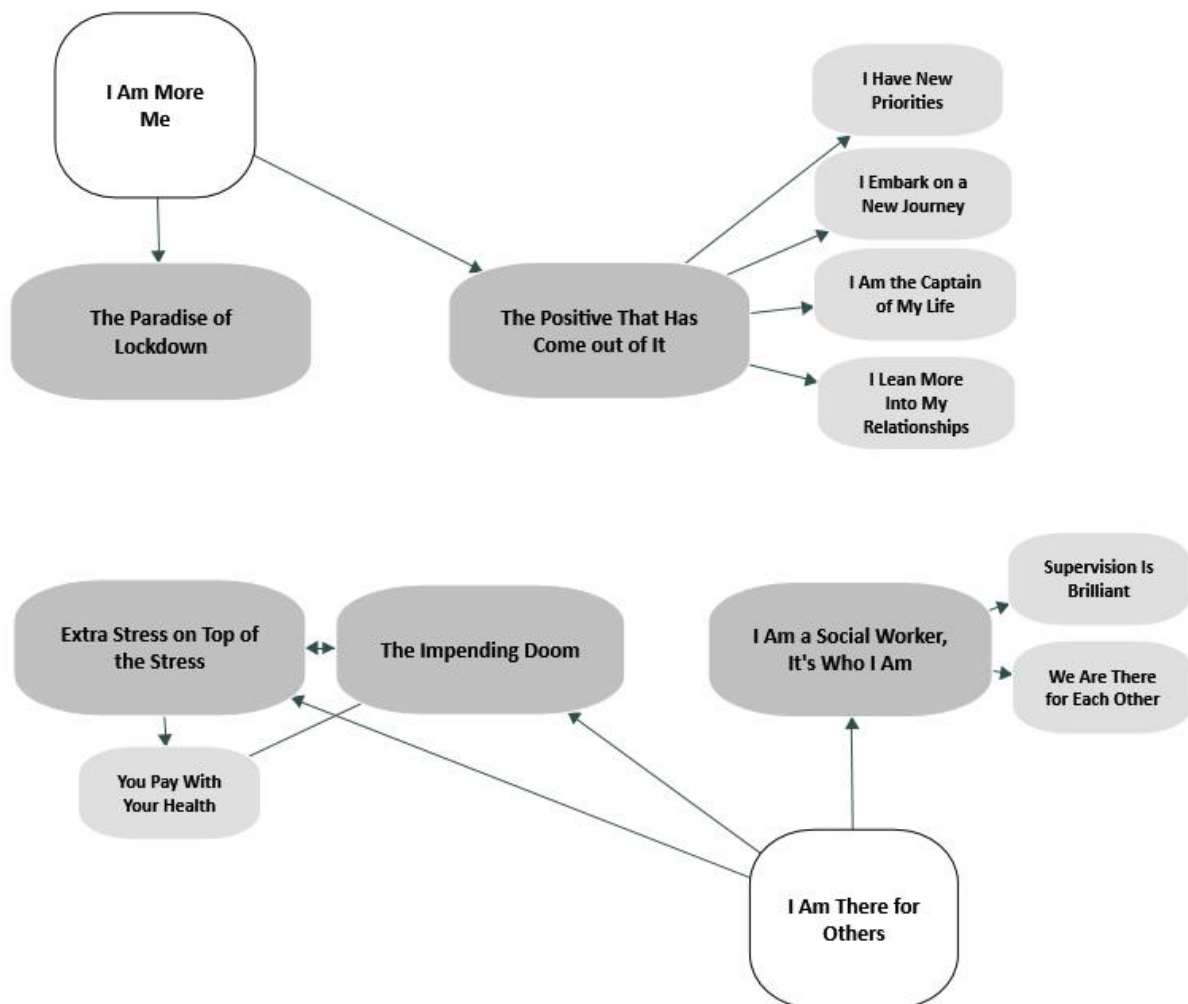 I Am More
Me
I Have New
Priorities
I Embark on a
New Journey
I Am the Captain
of My Life
I Lean More
Into My
Relationships
The Paradise of
Lockdown
The Positive That Has
Come out of It
Extra Stress on Top of
the Stress
The Impending Doom
I Am a Social Worker,
It's Who I Am
Supervision Is
Brilliant
We Are There
for Each Other
You Pay With
Your Health
I Am There for
Others